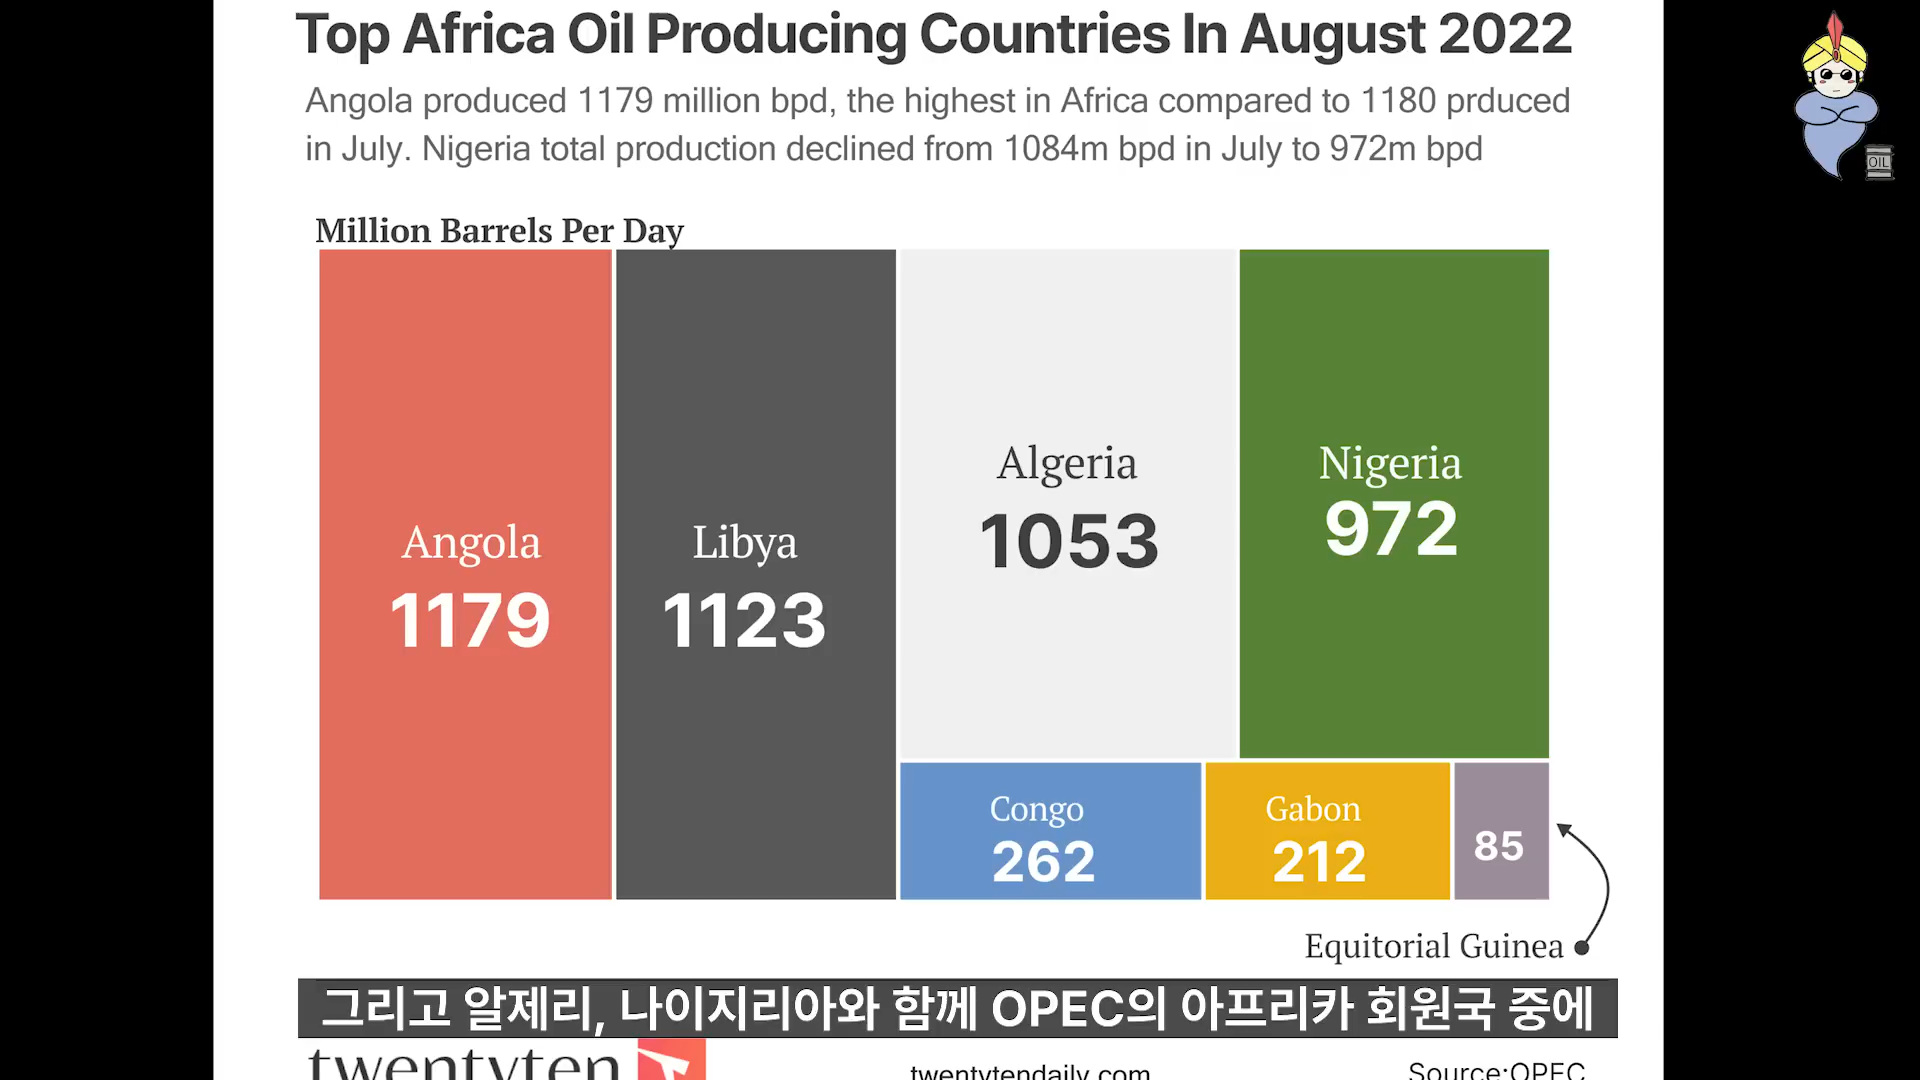 Top Africa Oil Producing Countries In August 2022
Angola produced 1179 million bpd, the highest in Africa compared to 1180 prduced
in July. Nigeria total production declined from 1084m bpd in July to 972m bpd
Million Barrels Per Day
Angola
1179
Libya
1123
Algeria
1053
Nigeria
972
Congo
262
Gabon
212
85
Equitorial Guinea
그리고 알제리, 나이지리아와 함께 OPEC의 아프리카 회원국 중에
twentyten
twentytendaily.com
Source:OPEC
OIL